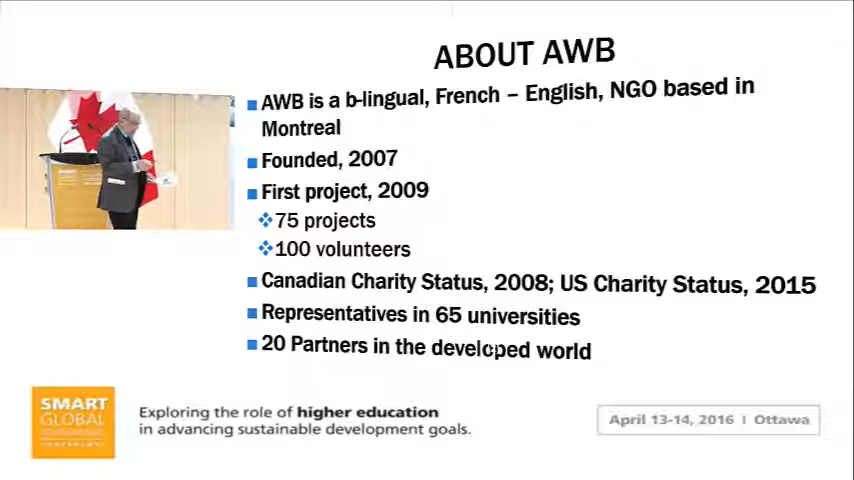 ABOUT AWB
AWB is a b-lingual, French – English, NGO based in
Montreal
Founded, 2007
First project, 2009
75 projects
100 volunteers
Canadian Charity Status, 2008; US Charity Status, 2015
Representatives in 65 universities
20 Partners in the developed world
SMART
GLOBAL
Exploring the role of higher education
in advancing sustainable development goals.
April 13-14, 2016 | Ottawa